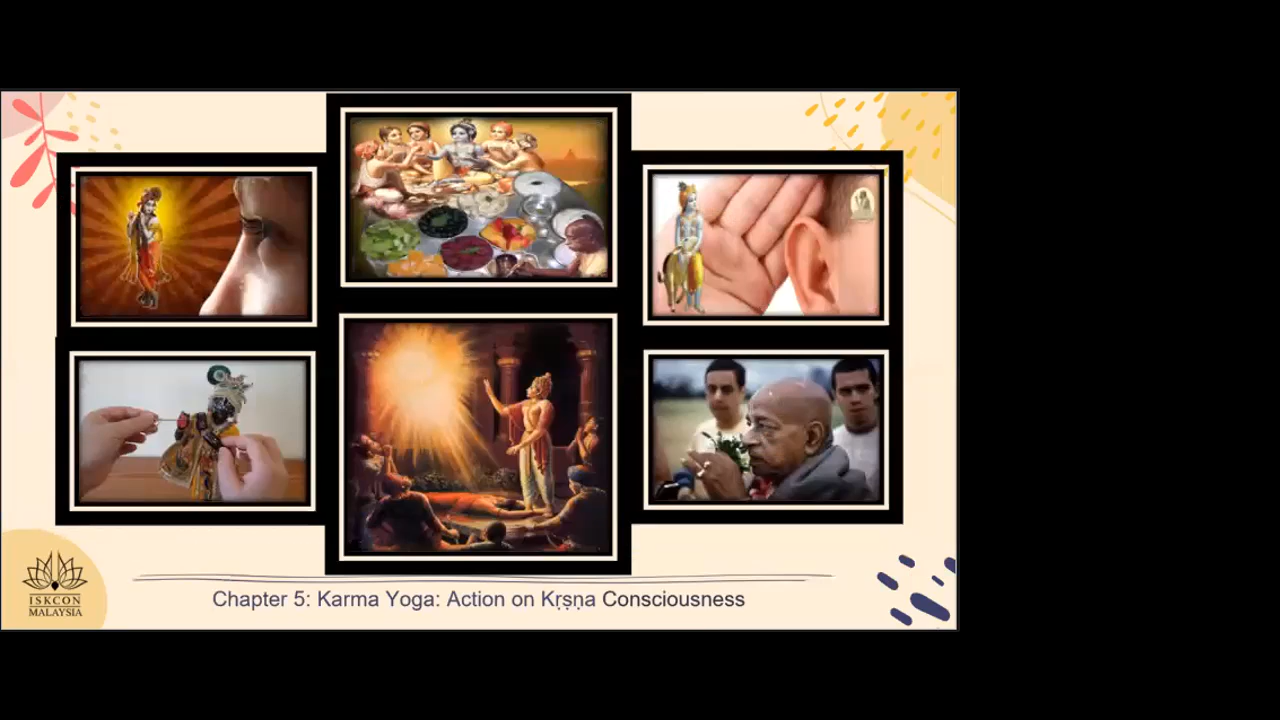 ISKCON
MALAYSIA
Chapter 5: Karma Yoga: Action on Kṛṣṇa Consciousness